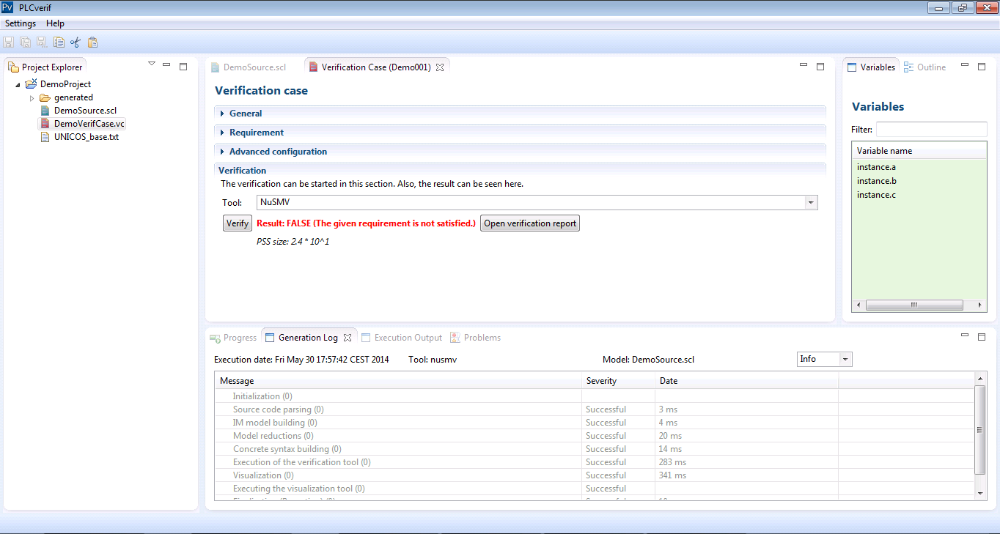 PLCverif
Settings Help
Project Explorer
DemoProject
generated
DemoSource.scl
DemoVerifCase.vc
UNICOS_base.txt
DemoSource.scl Verification Case (Demo001)
Verification case
General
Requirement
Advanced configuration
Verification
The verification can be started in this section. Also, the result can be seen here.
Tool: NuSMV
Verify Result: FALSE (The given requirement is not satisfied.) Open verification report
PSS size: 2.4 * 10^1
Variables Outline
Variables
Filter:
Variable name
instance.a
instance.b
instance.c
Progress Generation Log Execution Output Problems
Execution date: Fri May 30 17:57:42 CEST 2014 Tool: nusmv Model: DemoSource.scl Info
Message Severity Date
Initialization (0)
Source code parsing (0) Successful 3 ms
IM model building (0) Successful 4 ms
Model reductions (0) Successful 20 ms
Concrete syntax building (0) Successful 14 ms
Execution of the verification tool (0) Successful 283 ms
Visualization (0) Successful 341 ms
Executing the visualization tool (0) Successful